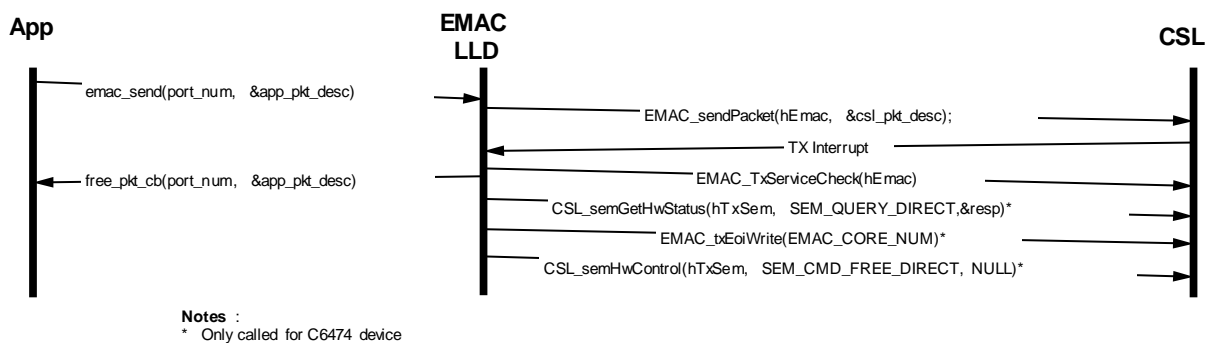 App
EMAC
LLD
CSL
emac_send(port_num, &app_pkt_desc)
EMAC_sendPacket(hEmac, &csl_pkt_desc);
TX Interrupt
free_pkt_cb(port_num, &app_pkt_desc)
EMAC_TxServiceCheck(hEmac)
CSL_semGetHwStatus(hTxSem, SEM_QUERY_DIRECT,&resp)*
EMAC_txEoiWrite(EMAC_CORE_NUM)*
CSL_semHwControl(hTxSem, SEM_CMD_FREE_DIRECT, NULL)*
Notes :
* Only called for C6474 device